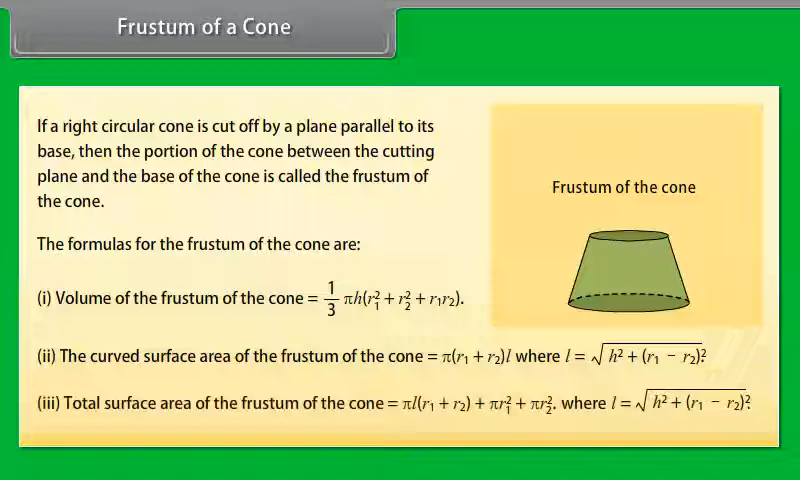 Frustum of a Cone
If a right circular cone is cut off by a plane parallel to its
base, then the portion of the cone between the cutting
plane and the base of the cone is called the frustum of
the cone.
Frustum of the cone
The formulas for the frustum of the cone are:
(i) Volume of the frustum of the cone = 1/3 πh(r₁² + r₂² + r₁r₂).
(ii) The curved surface area of the frustum of the cone = π(r₁ + r₂)l where l = √(h² + (r₁ − r₂)²).
(iii) Total surface area of the frustum of the cone = πl(r₁ + r₂) + πr₁² + πr₂². where l = √(h² + (r₁ − r₂)²).